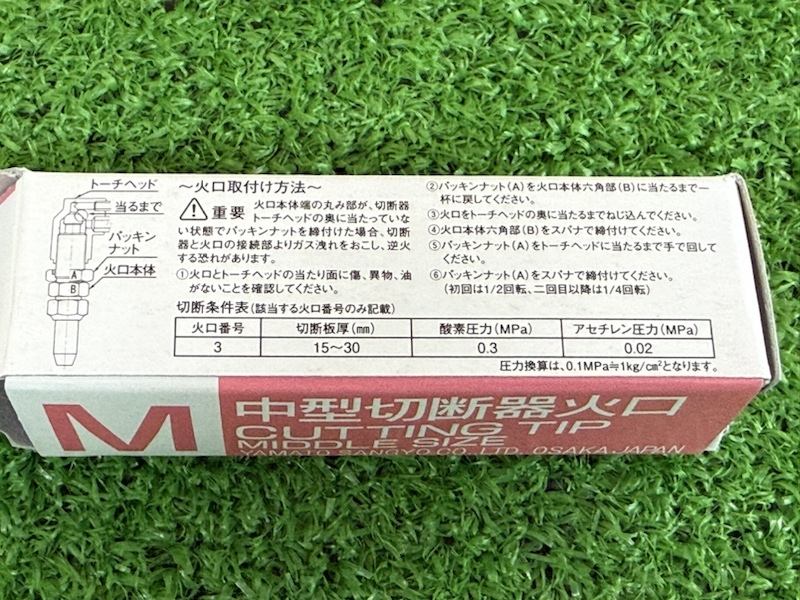 トーチヘッド
当るまで
パッキン
ナット
火口本体
A
B
～火口取付け方法～
重要 火口本体端の丸み部が、切断器
トーチヘッドの奥に当たっていな
い状態でパッキンナットを締付けた場合、切断
器と火口の接続部よりガス洩れをおこし、逆火
する恐れがあります。
①火口とトーチヘッドの当たり面に傷、異物、油
がないことを確認してください。
②パッキンナット(A)を火口本体六角部(B)に当たるまで一
杯に戻してください。
③火口をトーチヘッドの奥に当たるまでねじ込んでください。
④火口本体六角部(B)をスパナで締付けてください。
⑤パッキンナット(A)をトーチヘッドに当たるまで手で回して
ください。
⑥パッキンナット(A)をスパナで締付けてください。
(初回は1/2回転、二回目以降は1/4回転)
切断条件表(該当する火口番号のみ記載)
火口番号 切断板厚(mm) 酸素圧力(MPa) アセチレン圧力(MPa)
3 15～30 0.3 0.02
圧力換算は、0.1MPa≒1kg/cm²となります。
M 中型切断器火口
CUTTING TIP
MIDDLE SIZE
YAMATO SANGYO CO., LTD. OSAKA・JAPAN